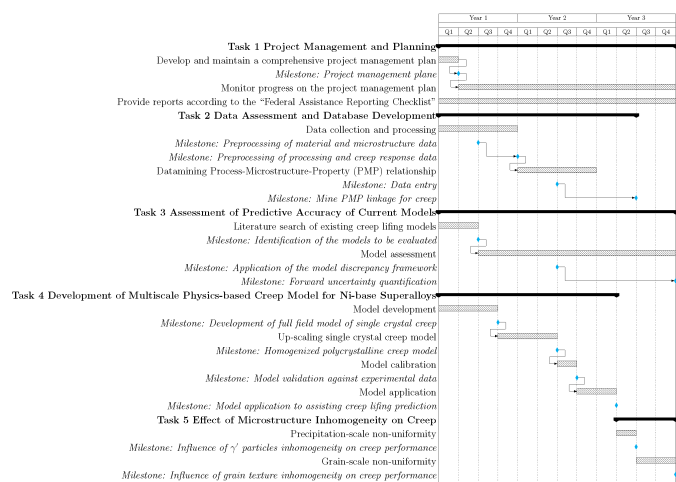 Year 1 Year 2 Year 3
Q1 Q2 Q3 Q4 Q1 Q2 Q3 Q4 Q1 Q2 Q3 Q4
Task 1 Project Management and Planning
Develop and maintain a comprehensive project management plan
Milestone: Project management plane
Monitor progress on the project management plan
Provide reports according to the “Federal Assistance Reporting Checklist”
Task 2 Data Assessment and Database Development
Data collection and processing
Milestone: Preprocessing of material and microstructure data
Milestone: Preprocessing of processing and creep response data
Datamining Process-Microstructure-Property (PMP) relationship
Milestone: Data entry
Milestone: Mine PMP linkage for creep
Task 3 Assessment of Predictive Accuracy of Current Models
Literature search of existing creep lifing models
Milestone: Identification of the models to be evaluated
Model assessment
Milestone: Application of the model discrepancy framework
Milestone: Forward uncertainty quantification
Task 4 Development of Multiscale Physics-based Creep Model for Ni-base Superalloys
Model development
Milestone: Development of full field model of single crystal creep
Up-scaling single crystal creep model
Milestone: Homogenized polycrystalline creep model
Model calibration
Milestone: Model validation against experimental data
Model application
Milestone: Model application to assisting creep lifing prediction
Task 5 Effect of Microstructure Inhomogeneity on Creep
Precipitation-scale non-uniformity
Milestone: Influence of γ′ particles inhomogeneity on creep performance
Grain-scale non-uniformity
Milestone: Influence of grain texture inhomogeneity on creep performance